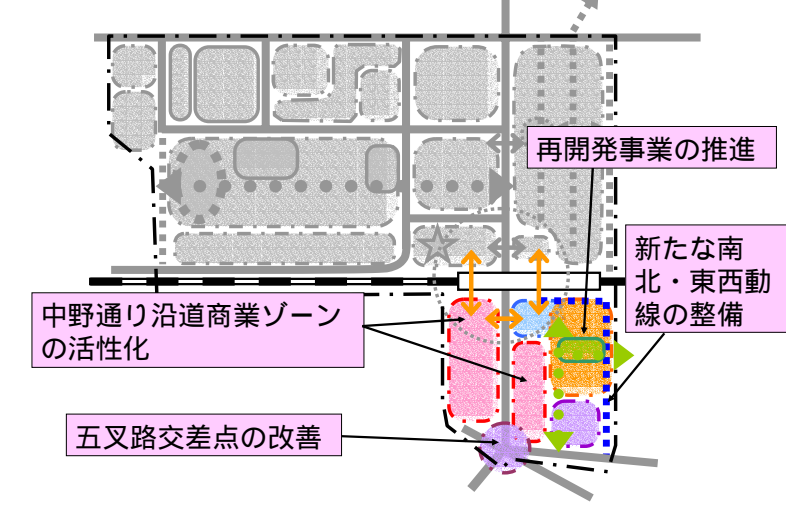 再開発事業の推進
新たな南
北・東西動
線の整備
中野通り沿道商業ゾーン
の活性化
五叉路交差点の改善